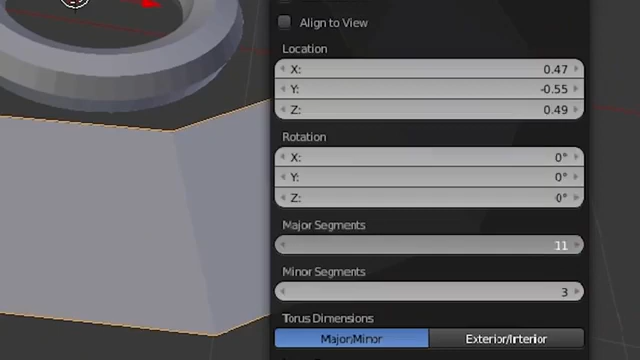 Align to View
Location
X: 0.47
Y: -0.55
Z: 0.49
Rotation
X: 0°
Y: 0°
Z: 0°
Major Segments
11
Minor Segments
3
Torus Dimensions
Major/Minor Exterior/Interior